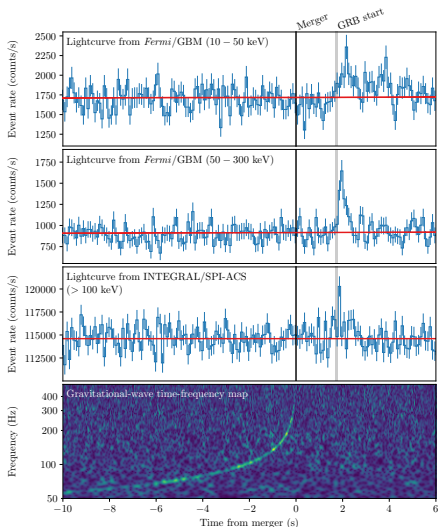 Merger
GRB start
Lightcurve from Fermi/GBM (10 − 50 keV)
2500
2250
2000
1750
1500
1250
Event rate (counts/s)
Lightcurve from Fermi/GBM (50 − 300 keV)
1750
1500
1250
1000
750
Event rate (counts/s)
Lightcurve from INTEGRAL/SPI-ACS
(> 100 keV)
120000
117500
115000
112500
Event rate (counts/s)
Gravitational-wave time-frequency map
400
300
200
100
50
Frequency (Hz)
−10 −8 −6 −4 −2 0 2 4 6
Time from merger (s)